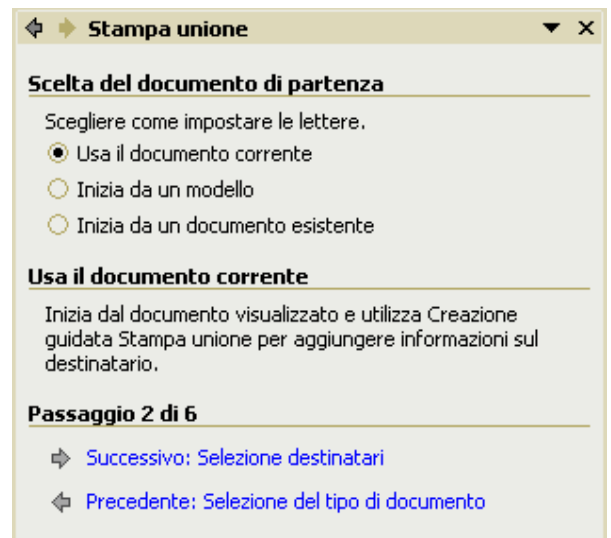 Stampa unione
Scelta del documento di partenza
Scegliere come impostare le lettere.
Usa il documento corrente
Inizia da un modello
Inizia da un documento esistente
Usa il documento corrente
Inizia dal documento visualizzato e utilizza Creazione
guidata Stampa unione per aggiungere informazioni sul
destinatario.
Passaggio 2 di 6
Successivo: Selezione destinatari
Precedente: Selezione del tipo di documento